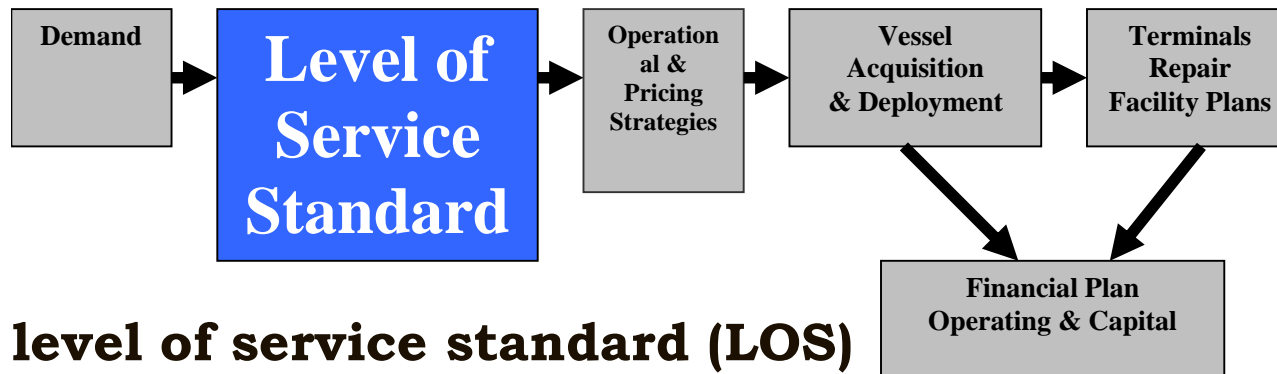 Demand
Level of
Service
Standard
Operation
al &
Pricing
Strategies
Vessel
Acquisition
& Deployment
Terminals
Repair
Facility Plans
Financial Plan
Operating & Capital
level of service standard (LOS)